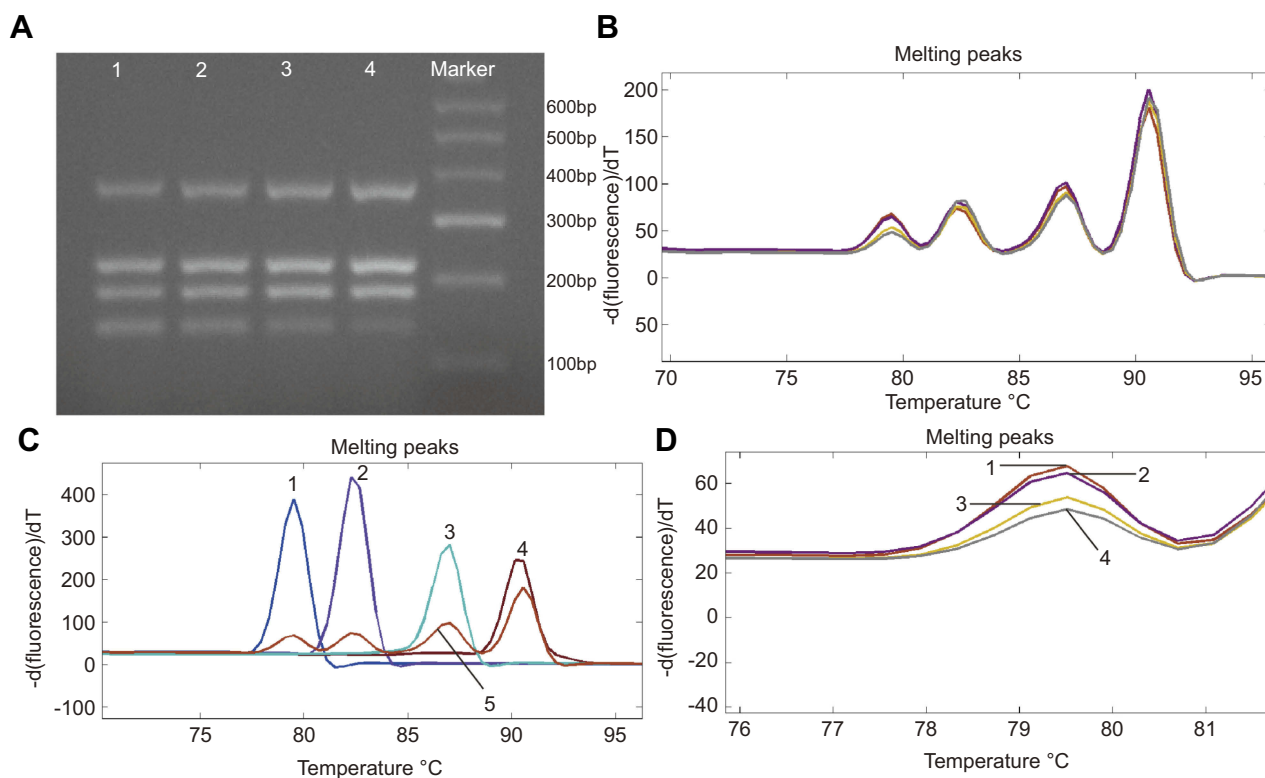 A
1 2 3 4 Marker
600bp
500bp
400bp
300bp
200bp
100bp
B
Melting peaks
-d(fluorescence)/dT
200
150
100
50
0
50
70 75 80 85 90 95
Temperature °C
C
Melting peaks
-d(fluorescence)/dT
400
300
200
100
0
-100
1 2 3 4
5
75 80 85 90 95
Temperature °C
D
Melting peaks
-d(fluorescence)/dT
60
40
20
0
-20
-40
1 2
3
4
76 77 78 79 80 81
Temperature °C